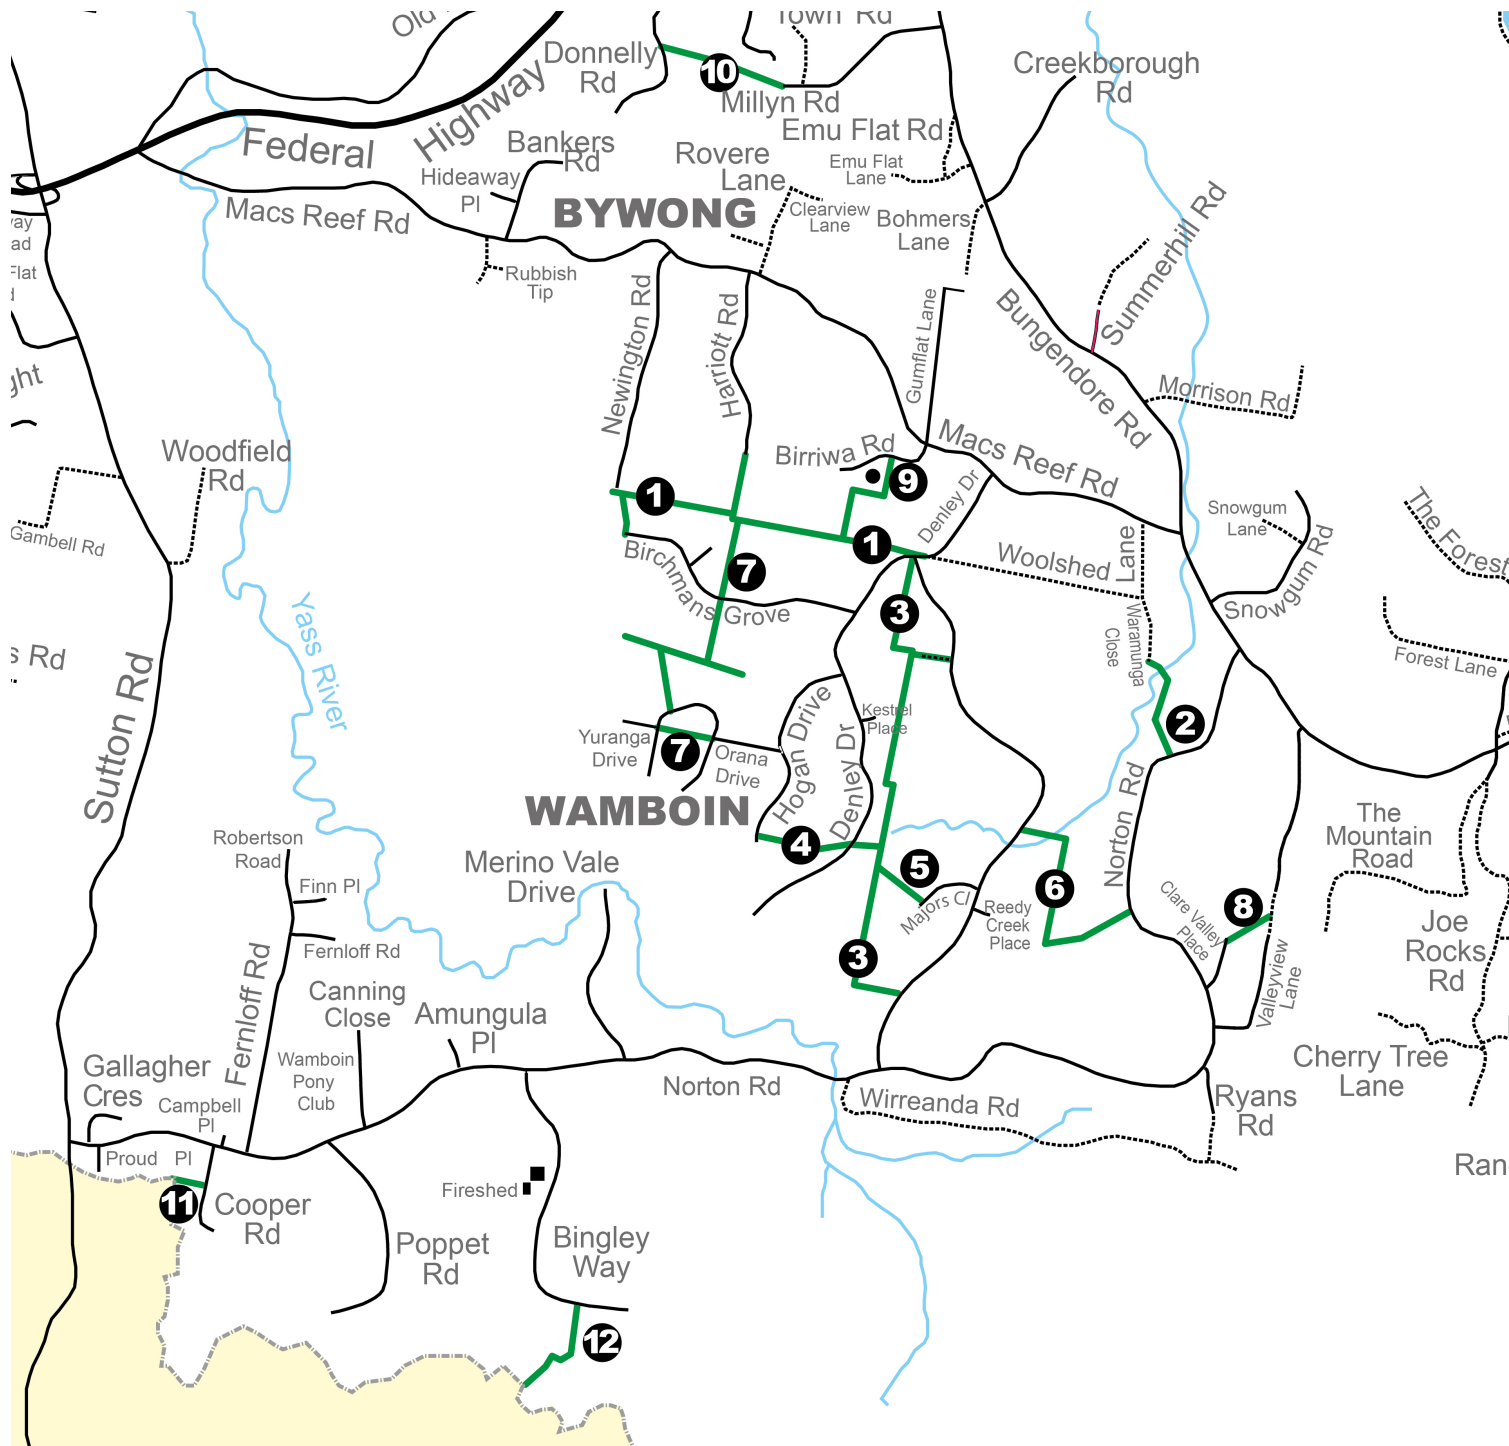 Town Rd
Old
Donnelly
Rd
10
Creekborough
Rd
Millyn Rd
Federal
Highway
Emu Flat Rd
Bankers
Rd
Rovere
Lane
Emu Flat
Lane
Hideaway
Pl
BYWONG
Macs Reef Rd
Clearview
Lane
Bohmers
Lane
Summerhill Rd
ad
Flat
Rubbish
Tip
Newington Rd
Harriott Rd
Gumflat Lane
Bungendore Rd
Morrison Rd
ght
Woodfield
Rd
Birriwa Rd
Macs Reef Rd
9
1
Denley Dr
Snowgum
Lane
The Forest
Gambell Rd
1
Woolshed
Lane
Birchmans Grove
7
Snowgum Rd
3
Yass River
Waramunga
Close
s Rd
Forest Lane
Sutton Rd
Hogan Drive
Kestrel
Place
2
Yuranga
Drive
7
Orana
Drive
Denley Dr
Norton Rd
WAMBOIN
The
Mountain
Road
Robertson
Road
4
Merino Vale
Drive
5
6
Finn Pl
Majors Cl
Reedy
Creek
Place
Clare Valley
Place
8
Joe
Rocks
Rd
Fernloff Rd
Fernloff Rd
3
Valleyview
Lane
Canning
Close
Amungula
Pl
Gallagher
Cres
Wamboin
Pony
Club
Norton Rd
Cherry Tree
Lane
Campbell
Pl
Wirreanda Rd
Ryans
Rd
Proud Pl
Ran
11
Cooper
Rd
Fireshed
Poppet
Rd
Bingley
Way
12